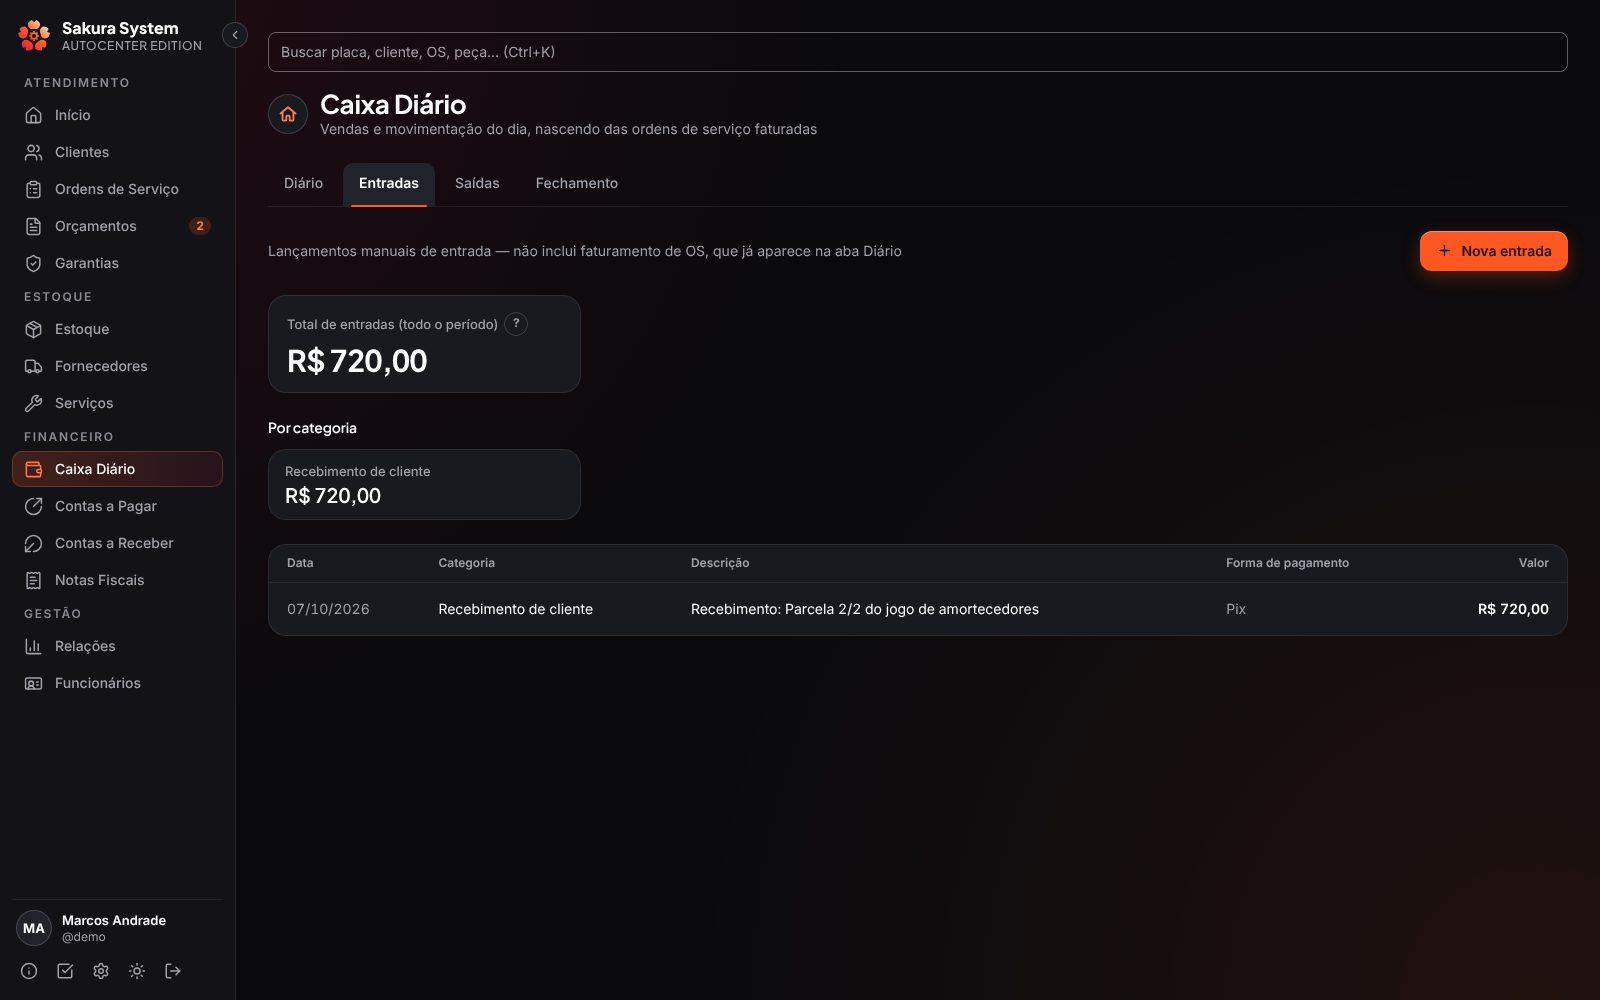 Sakura System
AUTOCENTER EDITION
ATENDIMENTO
Início
Clientes
Ordens de Serviço
Orçamentos 2
Garantias
ESTOQUE
Estoque
Fornecedores
Serviços
FINANCEIRO
Caixa Diário
Contas a Pagar
Contas a Receber
Notas Fiscais
GESTÃO
Relações
Funcionários
MA
Marcos Andrade
@demo
Buscar placa, cliente, OS, peça... (Ctrl+K)
Caixa Diário
Vendas e movimentação do dia, nascendo das ordens de serviço faturadas
Diário Entradas Saídas Fechamento
Lançamentos manuais de entrada — não inclui faturamento de OS, que já aparece na aba Diário
+ Nova entrada
Total de entradas (todo o período) ?
R$ 720,00
Por categoria
Recebimento de cliente
R$ 720,00
Data Categoria Descrição Forma de pagamento Valor
07/10/2026 Recebimento de cliente Recebimento: Parcela 2/2 do jogo de amortecedores Pix R$ 720,00